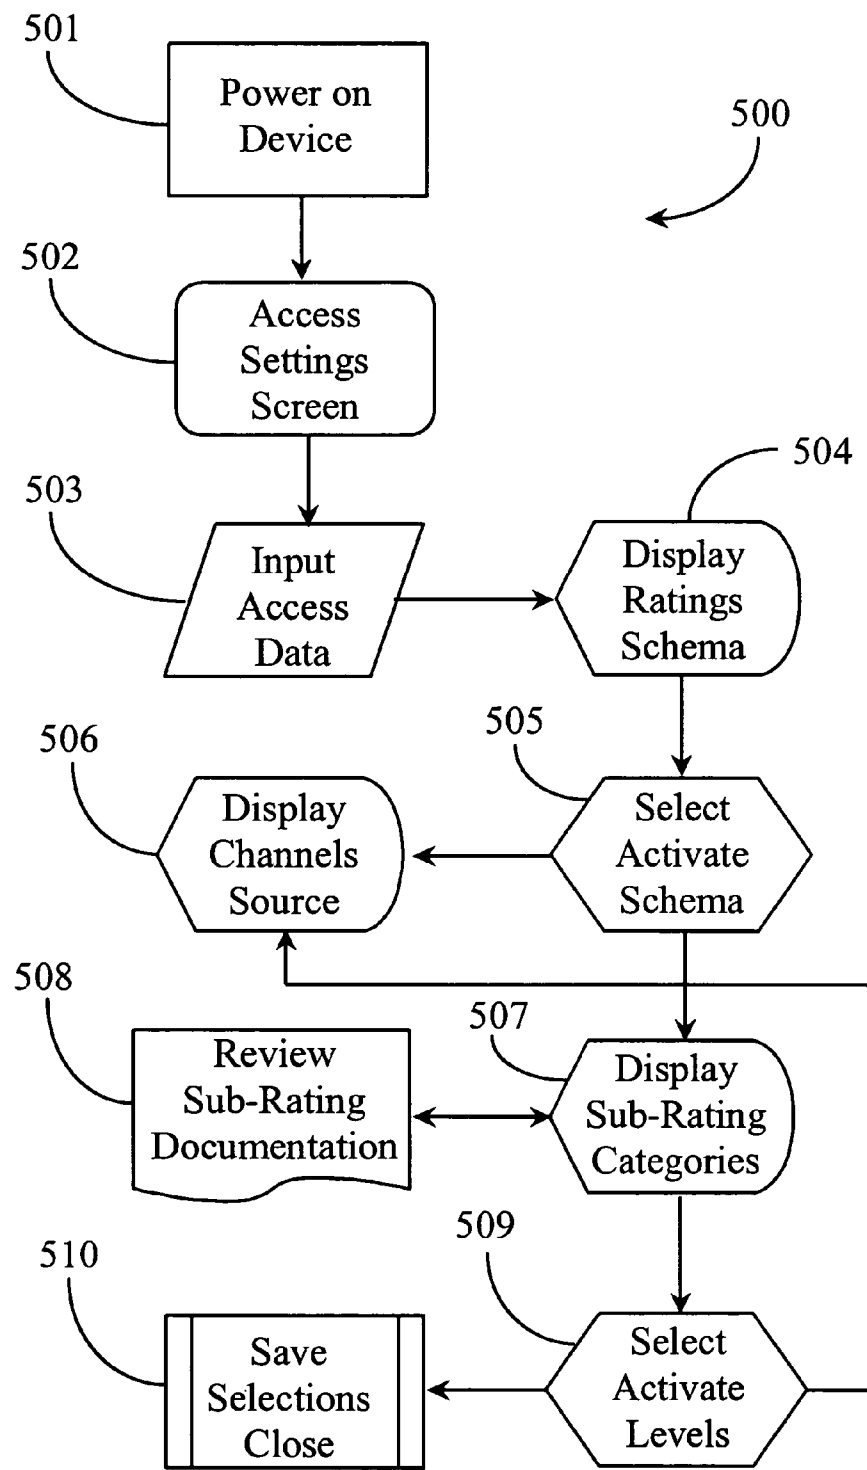 501
Power on
Device
500
502
Access
Settings
Screen
503
Input
Access
Data
504
Display
Ratings
Schema
505
Select
Activate
Schema
506
Display
Channels
Source
507
Display
Sub-Rating
Categories
508
Review
Sub-Rating
Documentation
509
Select
Activate
Levels
510
Save
Selections
Close